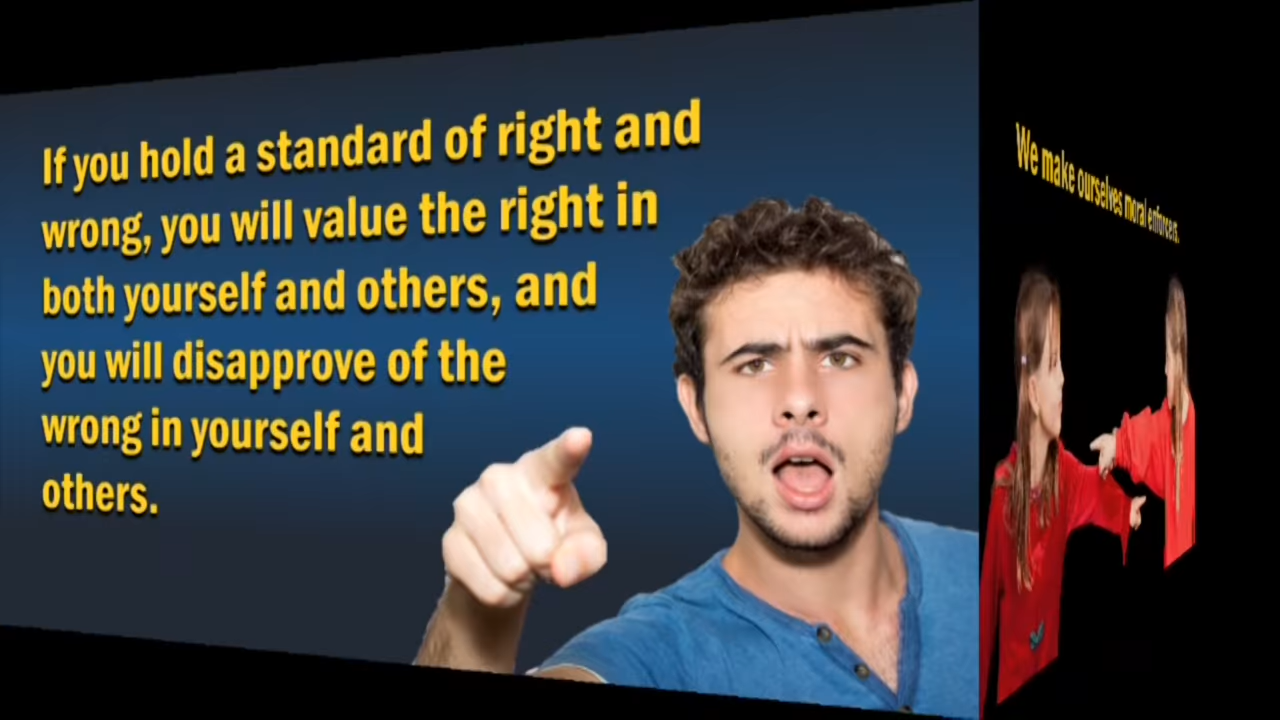 If you hold a standard of right and
wrong, you will value the right in
both yourself and others, and
you will disapprove of the
wrong in yourself and
others.
We make ourselves moral enforcers.